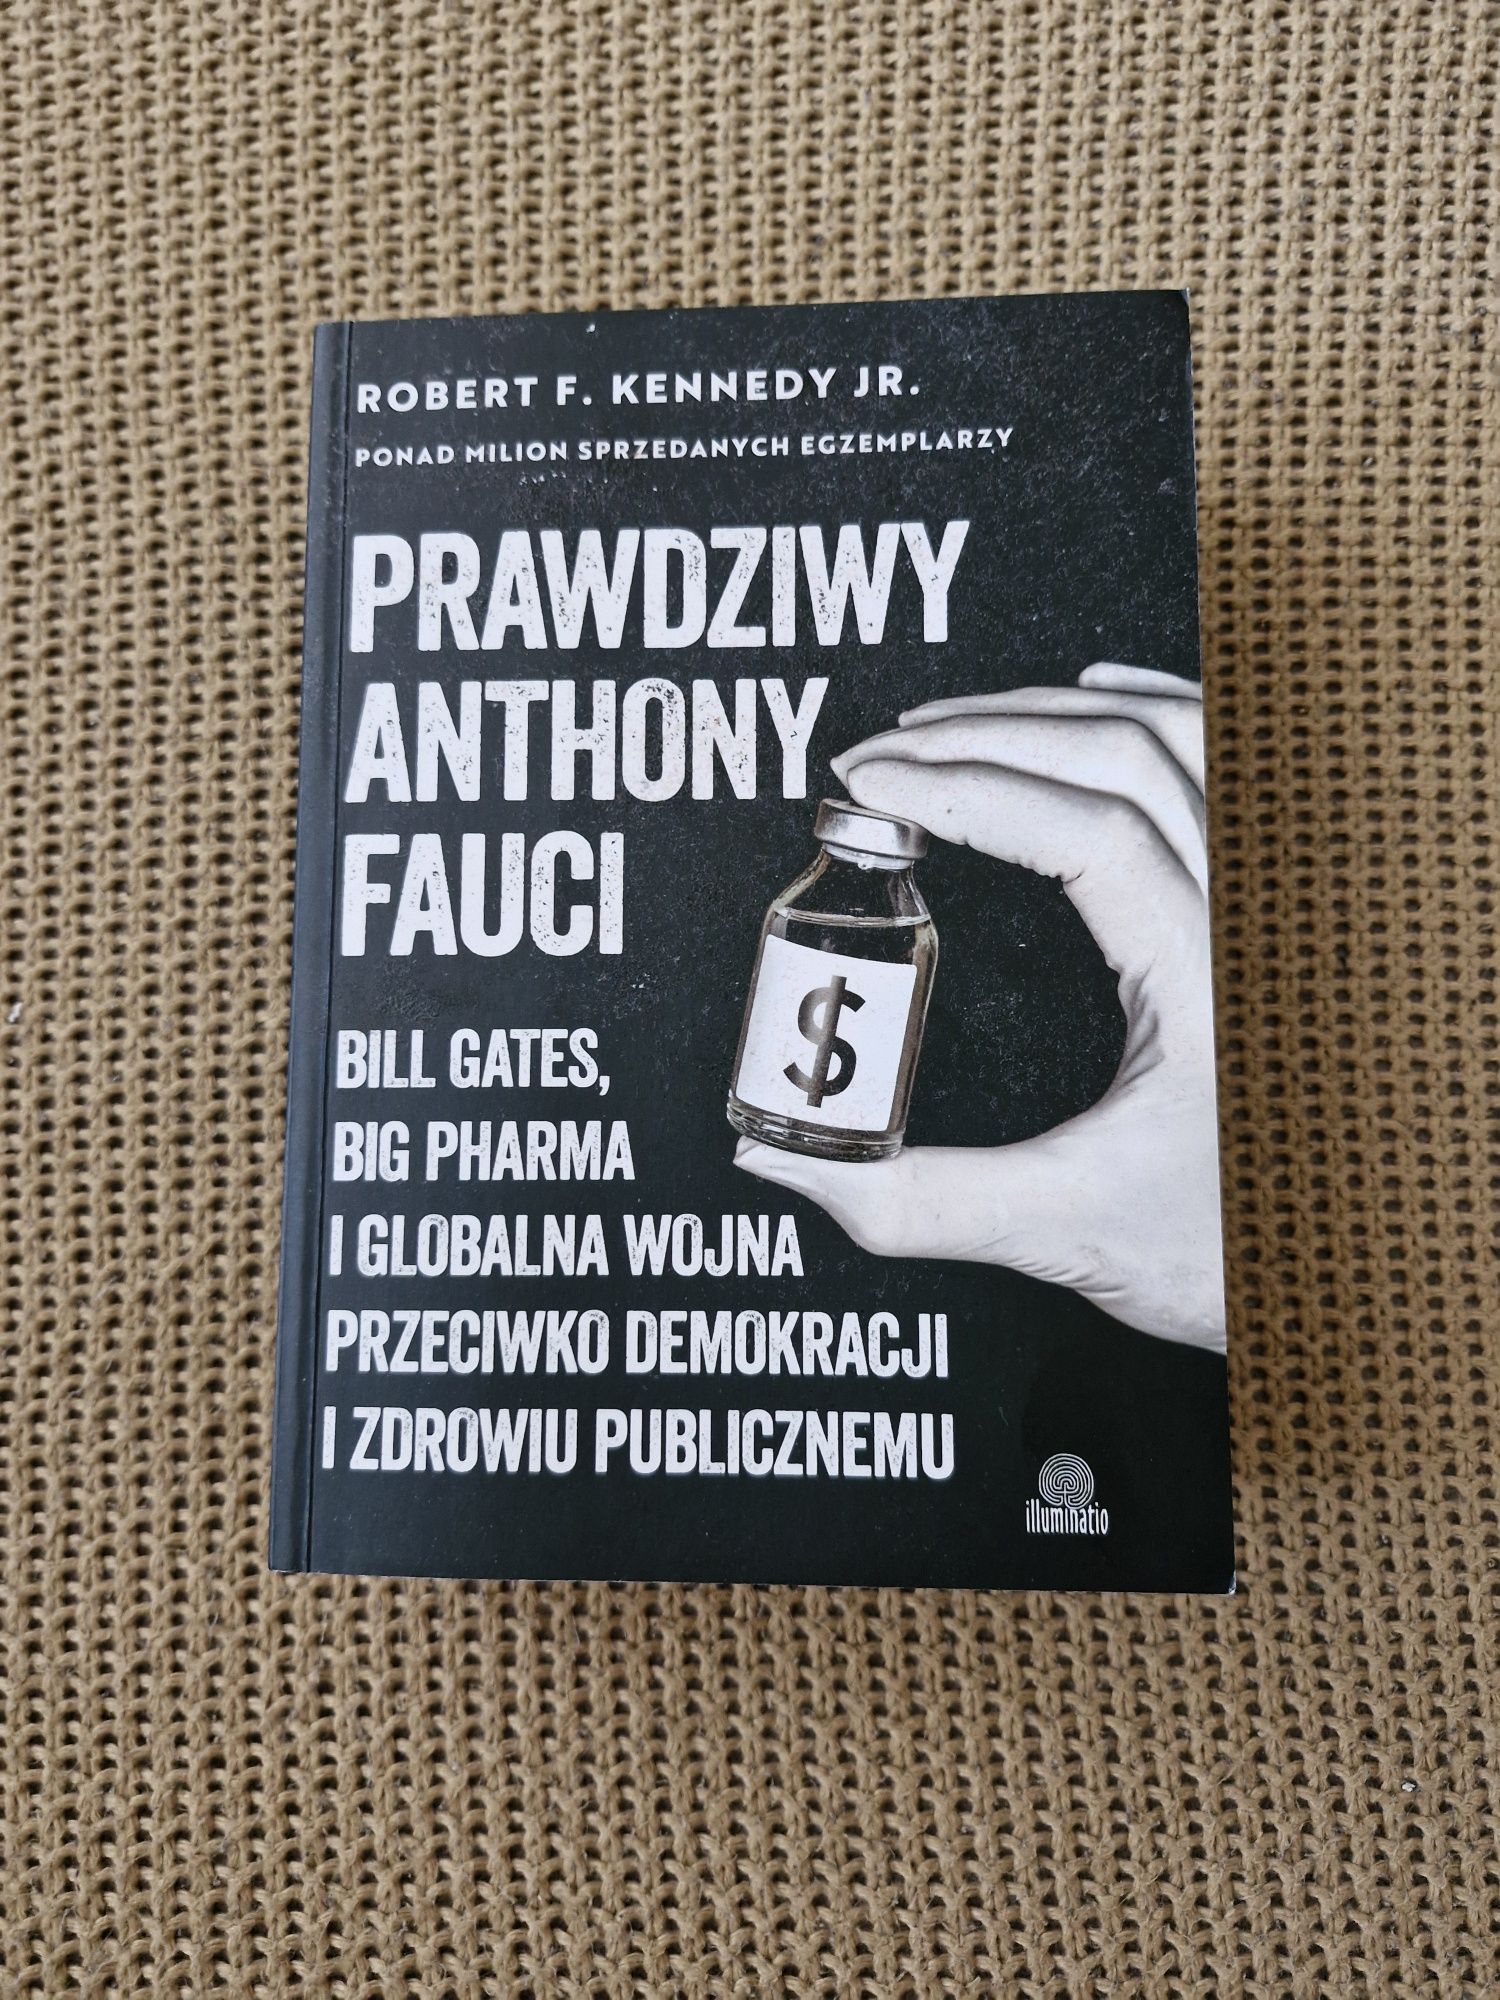 ROBERT F. KENNEDY JR.
PONAD MILION SPRZEDANYCH EGZEMPLARZY
PRAWDZIWY
ANTHONY
FAUCI
$
BILL GATES,
BIG PHARMA
I GLOBALNA WOJNA
PRZECIWKO DEMOKRACJI
I ZDROWIU PUBLICZNEMU
illuminatio